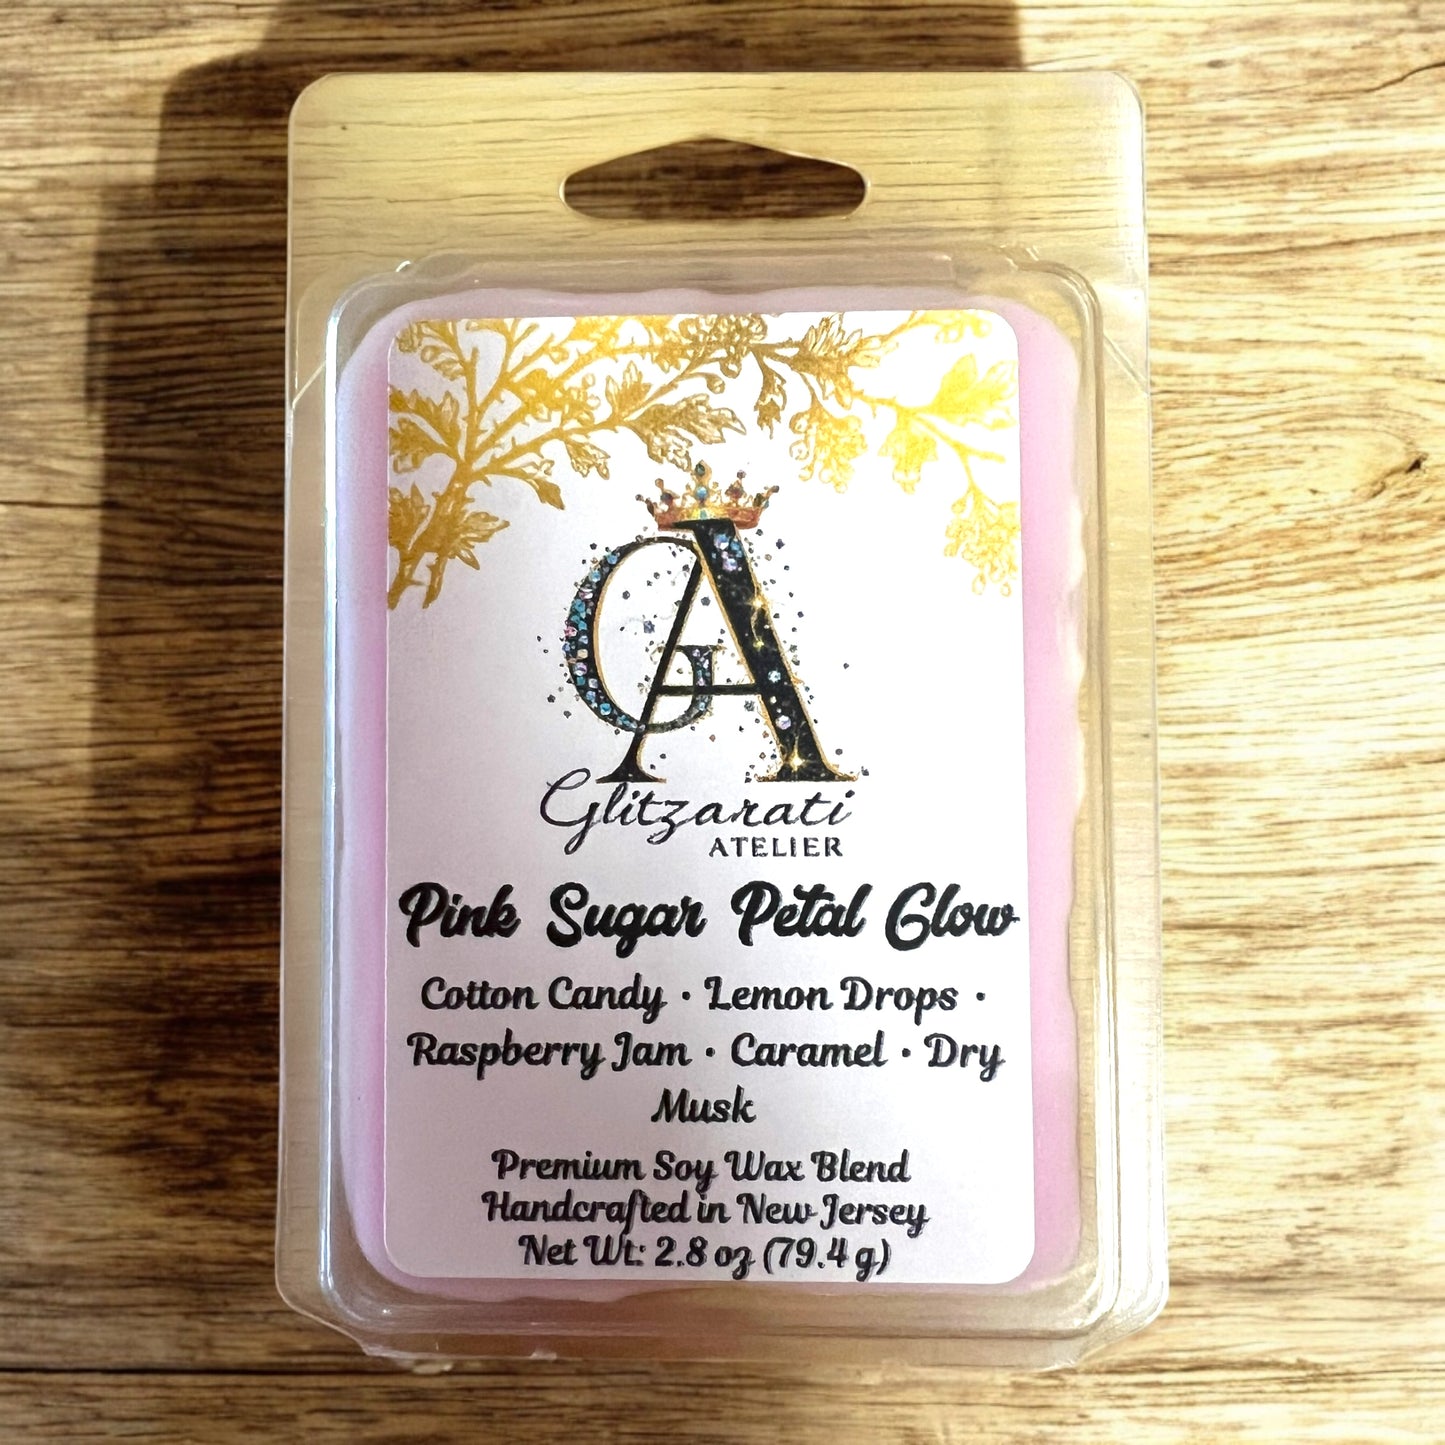 GA
Glitzarati
ATELIER
Pink Sugar Petal Glow
Cotton Candy · Lemon Drops ·
Raspberry Jam · Caramel · Dry
Musk
Premium Soy Wax Blend
Handcrafted in New Jersey
Net Wt: 2.8 oz (79.4 g)